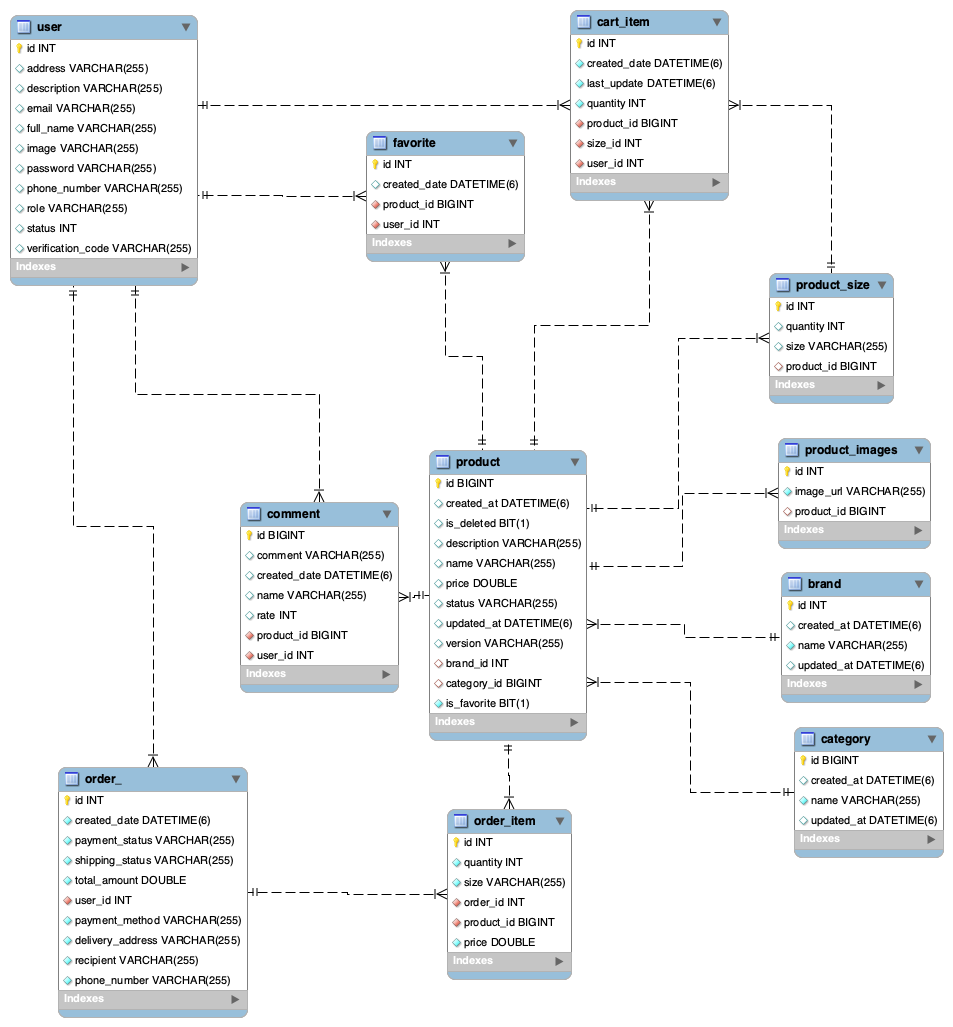 user
id INT
address VARCHAR(255)
description VARCHAR(255)
email VARCHAR(255)
full_name VARCHAR(255)
image VARCHAR(255)
password VARCHAR(255)
phone_number VARCHAR(255)
role VARCHAR(255)
status INT
verification_code VARCHAR(255)
Indexes
cart_item
id INT
created_date DATETIME(6)
last_update DATETIME(6)
quantity INT
product_id BIGINT
size_id INT
user_id INT
Indexes
favorite
id INT
created_date DATETIME(6)
product_id BIGINT
user_id INT
Indexes
product_size
id INT
quantity INT
size VARCHAR(255)
product_id BIGINT
Indexes
product_images
id INT
image_url VARCHAR(255)
product_id BIGINT
Indexes
product
id BIGINT
created_at DATETIME(6)
is_deleted BIT(1)
description VARCHAR(255)
name VARCHAR(255)
price DOUBLE
status VARCHAR(255)
updated_at DATETIME(6)
version VARCHAR(255)
brand_id INT
category_id BIGINT
is_favorite BIT(1)
Indexes
comment
id BIGINT
comment VARCHAR(255)
created_date DATETIME(6)
name VARCHAR(255)
rate INT
product_id BIGINT
user_id INT
Indexes
brand
id INT
created_at DATETIME(6)
name VARCHAR(255)
updated_at DATETIME(6)
Indexes
category
id BIGINT
created_at DATETIME(6)
name VARCHAR(255)
updated_at DATETIME(6)
Indexes
order_
id INT
created_date DATETIME(6)
payment_status VARCHAR(255)
shipping_status VARCHAR(255)
total_amount DOUBLE
user_id INT
payment_method VARCHAR(255)
delivery_address VARCHAR(255)
recipient VARCHAR(255)
phone_number VARCHAR(255)
Indexes
order_item
id INT
quantity INT
size VARCHAR(255)
order_id INT
product_id BIGINT
price DOUBLE
Indexes